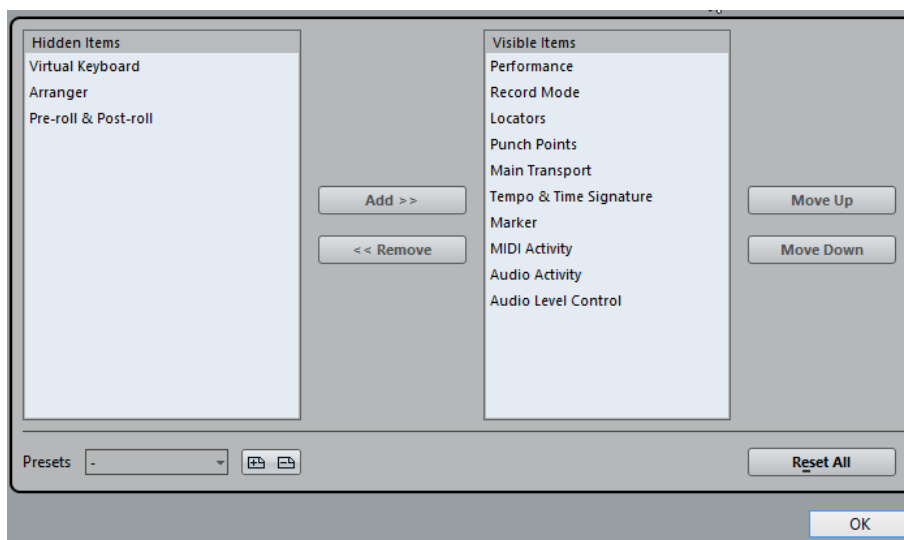 Hidden Items
Virtual Keyboard
Arranger
Pre-roll & Post-roll
Add >>
<< Remove
Visible Items
Performance
Record Mode
Locators
Punch Points
Main Transport
Tempo & Time Signature
Marker
MIDI Activity
Audio Activity
Audio Level Control
Move Up
Move Down
Presets
-
Reset All
OK